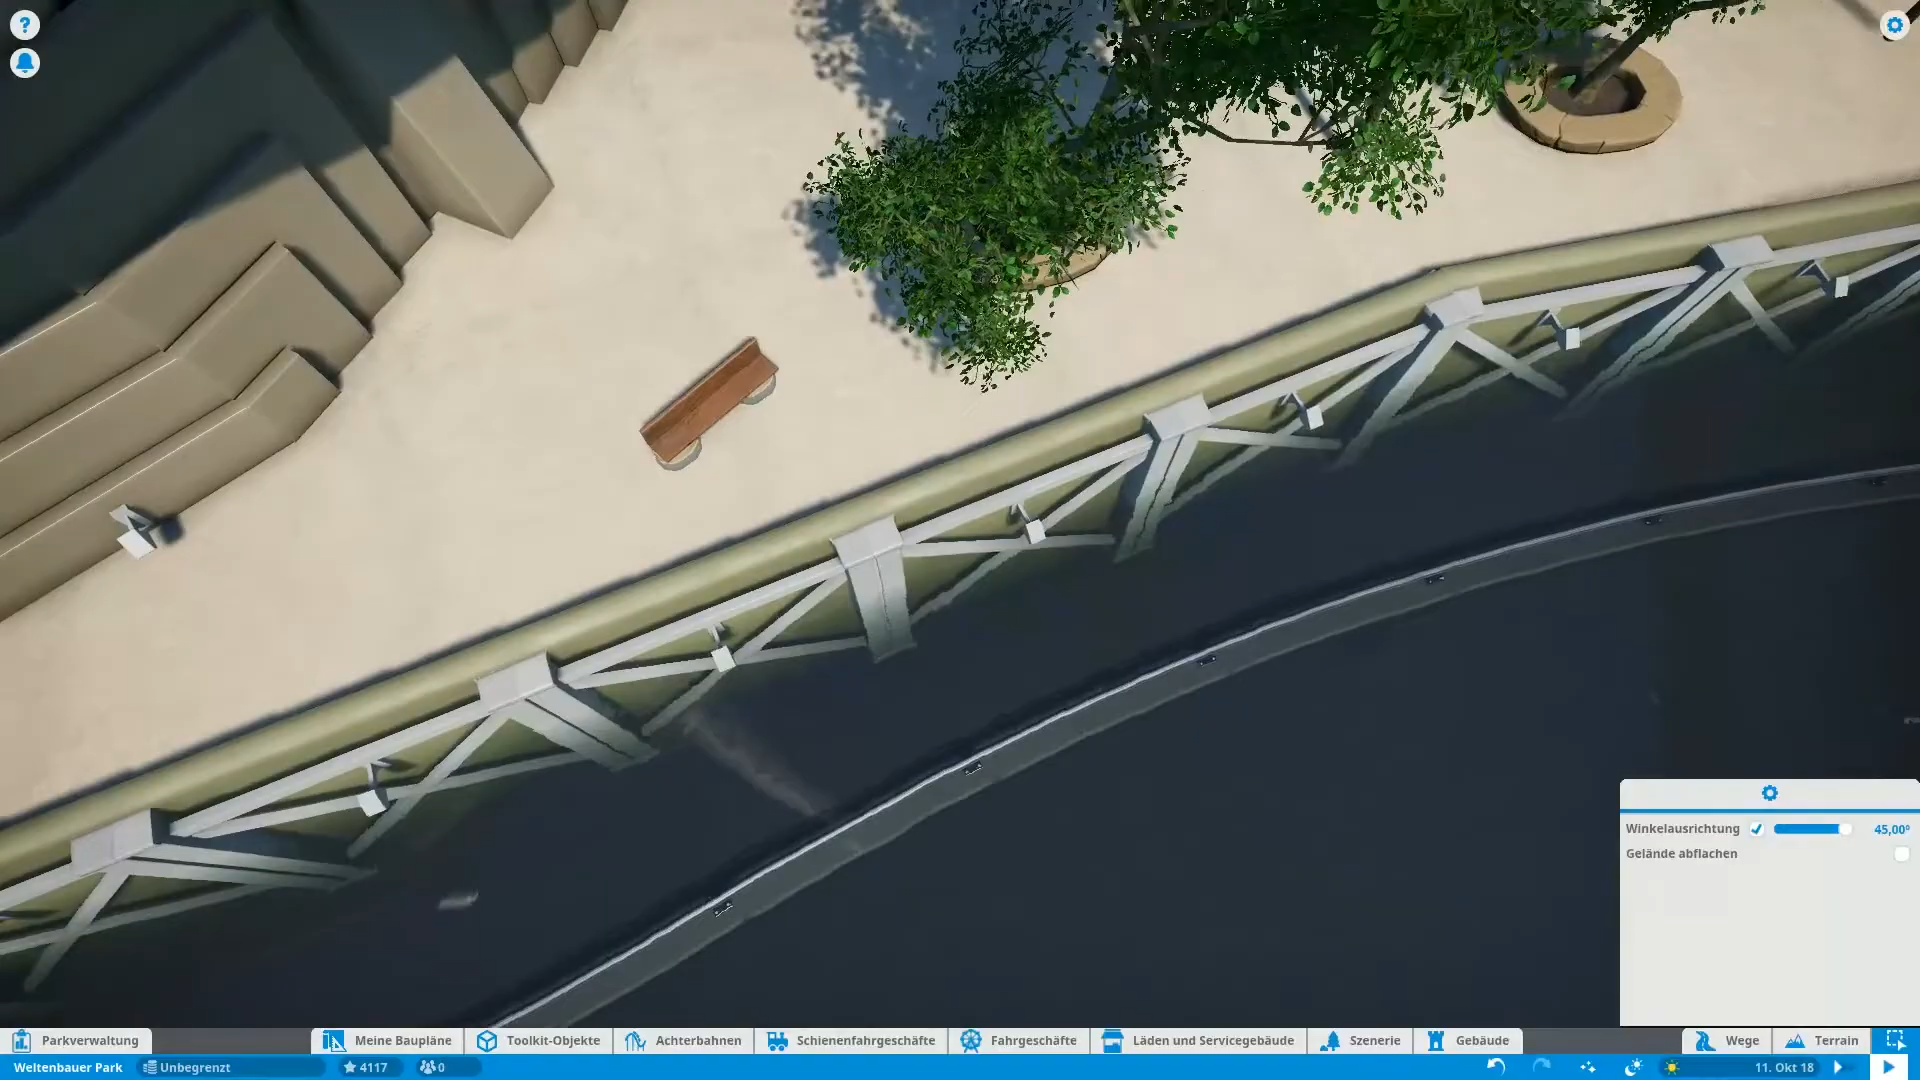 ?
Winkelausrichtung 45,00°
Gelände abflachen
Parkverwaltung Meine Baupläne Toolkit-Objekte Achterbahnen Schienenfahrgeschäfte Fahrgeschäfte Läden und Servicegebäude Szenerie Gebäude Wege Terrain
Weltenbauer Park Unbegrenzt 4117 0 11. Okt 18